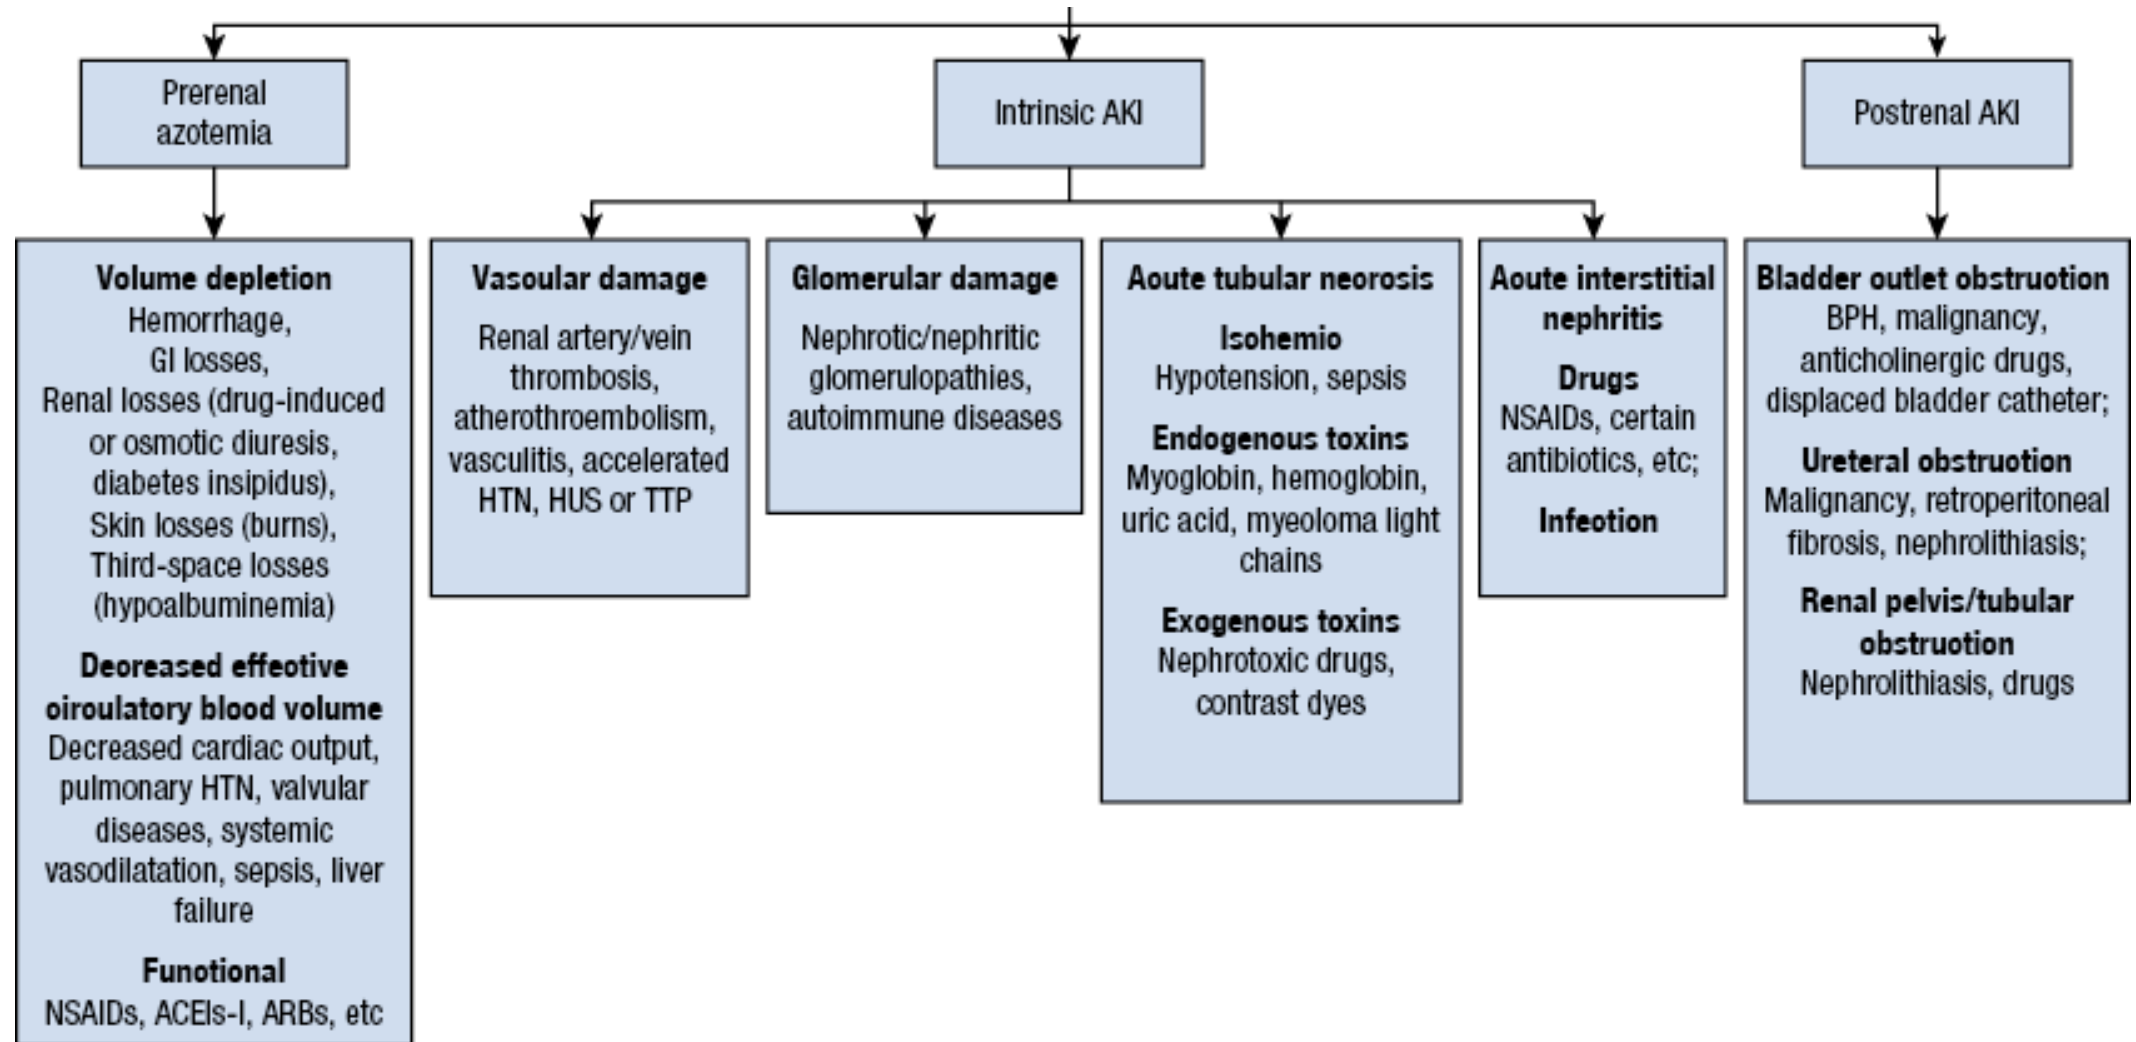 Prerenal
azotemia
Intrinsic AKI
Postrenal AKI
Volume depletion
Hemorrhage,
GI losses,
Renal losses (drug-induced
or osmotic diuresis,
diabetes insipidus),
Skin losses (burns),
Third-space losses
(hypoalbuminemia)
Deoreased effeotive
oiroulatory blood volume
Decreased cardiac output,
pulmonary HTN, valvular
diseases, systemic
vasodilatation, sepsis, liver
failure
Funotional
NSAIDs, ACEIs-I, ARBs, etc
Vasoular damage
Renal artery/vein
thrombosis,
atherothroembolism,
vasculitis, accelerated
HTN, HUS or TTP
Glomerular damage
Nephrotic/nephritic
glomerulopathies,
autoimmune diseases
Aoute tubular neorosis
Isohemio
Hypotension, sepsis
Endogenous toxins
Myoglobin, hemoglobin,
uric acid, myeoloma light
chains
Exogenous toxins
Nephrotoxic drugs,
contrast dyes
Aoute interstitial
nephritis
Drugs
NSAIDs, certain
antibiotics, etc;
Infeotion
Bladder outlet obstruotion
BPH, malignancy,
anticholinergic drugs,
displaced bladder catheter;
Ureteral obstruotion
Malignancy, retroperitoneal
fibrosis, nephrolithiasis;
Renal pelvis/tubular
obstruotion
Nephrolithiasis, drugs